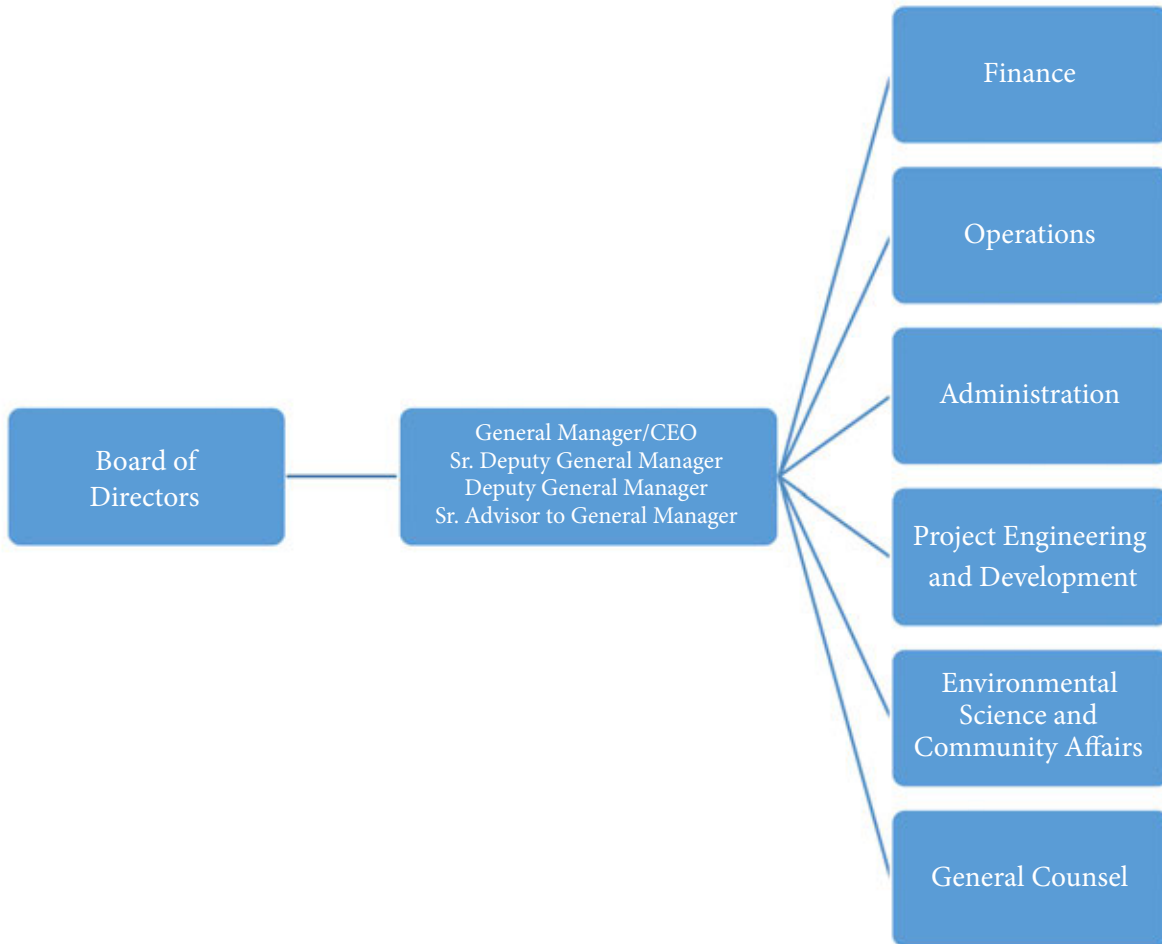 Board of
Directors
General Manager/CEO
Sr. Deputy General Manager
Deputy General Manager
Sr. Advisor to General Manager
Finance
Operations
Administration
Project Engineering
and Development
Environmental
Science and
Community Affairs
General Counsel